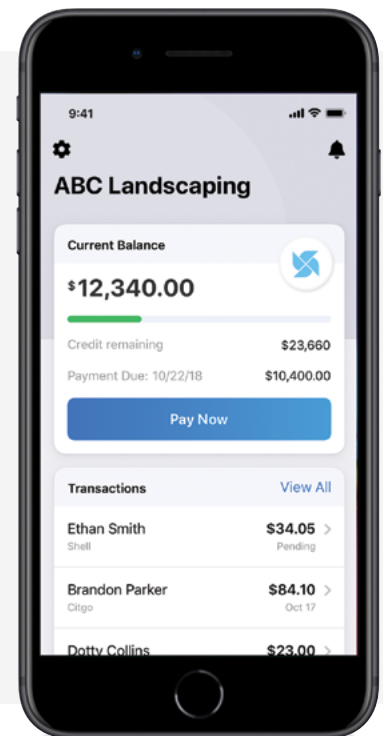 9:41
ABC Landscaping
Current Balance
$12,340.00
Credit remaining $23,660
Payment Due: 10/22/18 $10,400.00
Pay Now
Transactions View All
Ethan Smith $34.05
Shell Pending
Brandon Parker $84.10
Citgo Oct 17
Dotty Collins $23.00